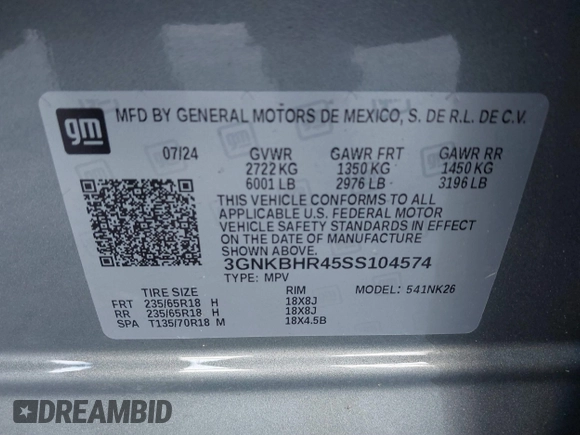 gm
MFD BY GENERAL MOTORS DE MEXICO, S. DE R.L. DE C.V.
07/24 GVWR GAWR FRT GAWR RR
2722 KG 1350 KG 1450 KG
6001 LB 2976 LB 3196 LB
THIS VEHICLE CONFORMS TO ALL
APPLICABLE U.S. FEDERAL MOTOR
VEHICLE SAFETY STANDARDS IN EFFECT
ON THE DATE OF MANUFACTURE
SHOWN ABOVE.
3GNKBHR45SS104574
TYPE: MPV MODEL: 541NK26
TIRE SIZE RIM
FRT 235/65R18 H 18X8J
RR 235/65R18 H 18X8J
SPA T135/70R18 M 18X4.5B
DREAMBID